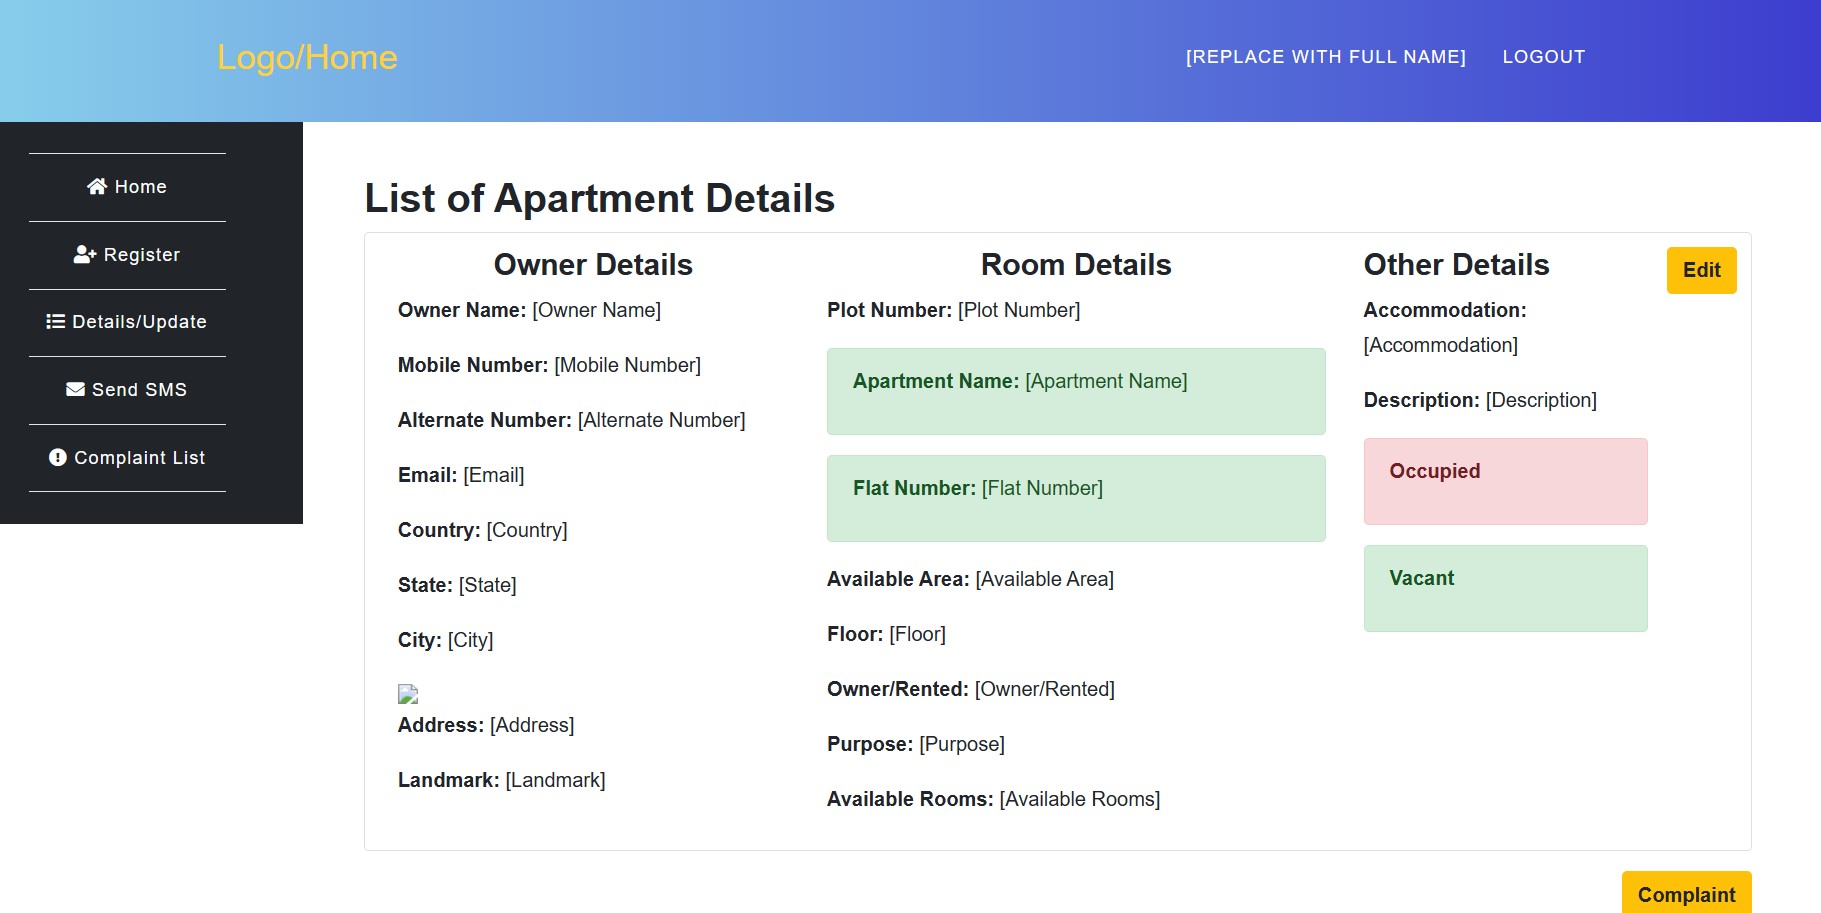 Logo/Home
[REPLACE WITH FULL NAME]
LOGOUT
Home
Register
Details/Update
Send SMS
Complaint List
List of Apartment Details
Owner Details
Owner Name: [Owner Name]
Mobile Number: [Mobile Number]
Alternate Number: [Alternate Number]
Email: [Email]
Country: [Country]
State: [State]
City: [City]
Address: [Address]
Landmark: [Landmark]
Room Details
Plot Number: [Plot Number]
Apartment Name: [Apartment Name]
Flat Number: [Flat Number]
Available Area: [Available Area]
Floor: [Floor]
Owner/Rented: [Owner/Rented]
Purpose: [Purpose]
Available Rooms: [Available Rooms]
Other Details
Accommodation:
[Accommodation]
Description: [Description]
Occupied
Vacant
Edit
Complaint